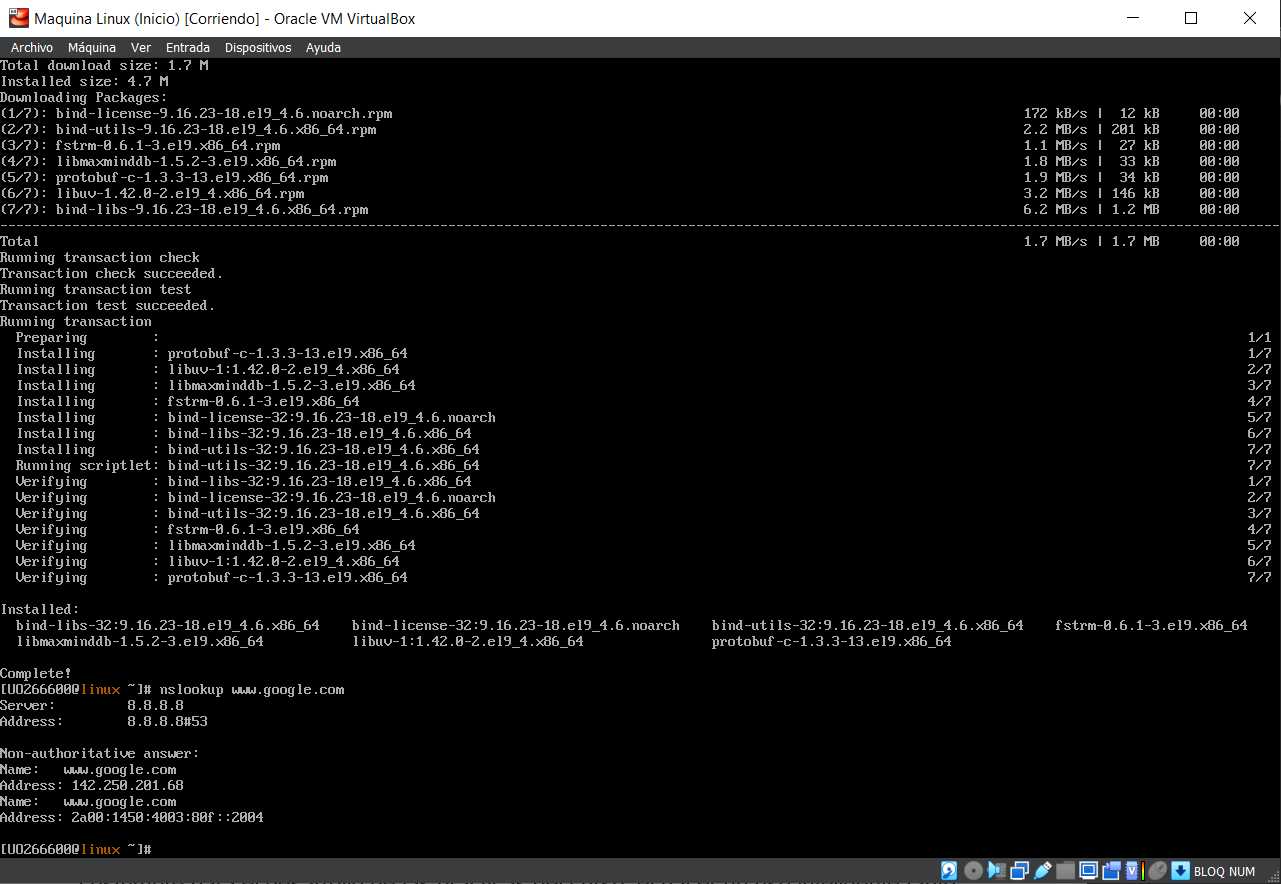 Maquina Linux (Inicio) [Corriendo] - Oracle VM VirtualBox
Archivo Máquina Ver Entrada Dispositivos Ayuda
Total download size: 1.7 M
Installed size: 4.7 M
Downloading Packages:
(1/7): bind-license-9.16.23-18.el9_4.6.noarch.rpm 172 kB/s | 12 kB 00:00
(2/7): bind-utils-9.16.23-18.el9_4.6.x86_64.rpm 2.2 MB/s | 201 kB 00:00
(3/7): fstrm-0.6.1-3.el9.x86_64.rpm 1.1 MB/s | 27 kB 00:00
(4/7): libmaxminddb-1.5.2-3.el9.x86_64.rpm 1.8 MB/s | 33 kB 00:00
(5/7): protobuf-c-1.3.3-13.el9.x86_64.rpm 1.9 MB/s | 34 kB 00:00
(6/7): libuv-1.42.0-2.el9_4.x86_64.rpm 3.2 MB/s | 146 kB 00:00
(7/7): bind-libs-9.16.23-18.el9_4.6.x86_64.rpm 6.2 MB/s | 1.2 MB 00:00
--------------------------------------------------------------------------------
Total 1.7 MB/s | 1.7 MB 00:00
Running transaction check
Transaction check succeeded.
Running transaction test
Transaction test succeeded.
Running transaction
Preparing : 1/1
Installing : protobuf-c-1.3.3-13.el9.x86_64 1/7
Installing : libuv-1:1.42.0-2.el9_4.x86_64 2/7
Installing : libmaxminddb-1.5.2-3.el9.x86_64 3/7
Installing : fstrm-0.6.1-3.el9.x86_64 4/7
Installing : bind-license-32:9.16.23-18.el9_4.6.noarch 5/7
Installing : bind-libs-32:9.16.23-18.el9_4.6.x86_64 6/7
Installing : bind-utils-32:9.16.23-18.el9_4.6.x86_64 7/7
Running scriptlet: bind-utils-32:9.16.23-18.el9_4.6.x86_64 7/7
Verifying : bind-libs-32:9.16.23-18.el9_4.6.x86_64 1/7
Verifying : bind-license-32:9.16.23-18.el9_4.6.noarch 2/7
Verifying : bind-utils-32:9.16.23-18.el9_4.6.x86_64 3/7
Verifying : fstrm-0.6.1-3.el9.x86_64 4/7
Verifying : libmaxminddb-1.5.2-3.el9.x86_64 5/7
Verifying : libuv-1:1.42.0-2.el9_4.x86_64 6/7
Verifying : protobuf-c-1.3.3-13.el9.x86_64 7/7
Installed:
bind-libs-32:9.16.23-18.el9_4.6.x86_64 bind-license-32:9.16.23-18.el9_4.6.noarch bind-utils-32:9.16.23-18.el9_4.6.x86_64 fstrm-0.6.1-3.el9.x86_64
libmaxminddb-1.5.2-3.el9.x86_64 libuv-1:1.42.0-2.el9_4.x86_64 protobuf-c-1.3.3-13.el9.x86_64
Complete!
[UO266600@linux ~]# nslookup www.google.com
Server: 8.8.8.8
Address: 8.8.8.8#53
Non-authoritative answer:
Name: www.google.com
Address: 142.250.201.68
Name: www.google.com
Address: 2a00:1450:4003:80f::2004
[UO266600@linux ~]#
BLOQ NUM